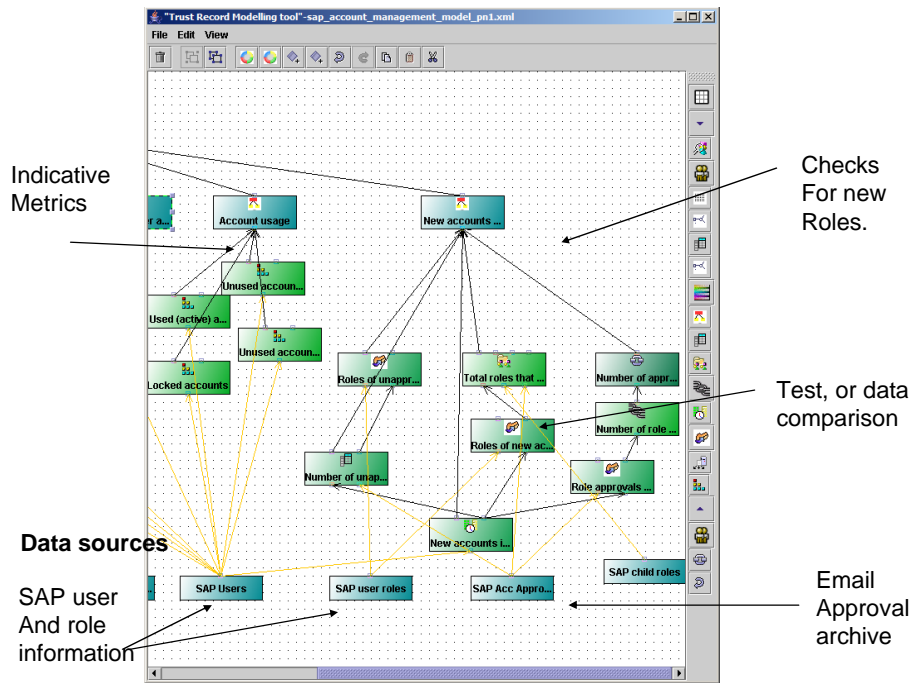 "Trust Record Modelling tool"-sap_account_management_model_pn1.xml
File Edit View
Indicative
Metrics
Checks
For new
Roles.
r a...
Account usage
New accounts ...
Unused accoun...
Used (active) a...
Unused accoun...
Locked accounts
Roles of unappr...
Total roles that ...
Number of appr...
Test, or data
comparison
Number of role ...
Roles of new ac...
Number of unap...
Role approvals ...
New accounts i...
Data sources
SAP Users
SAP user roles
SAP Acc Appro...
SAP child roles
SAP user
And role
information
Email
Approval
archive